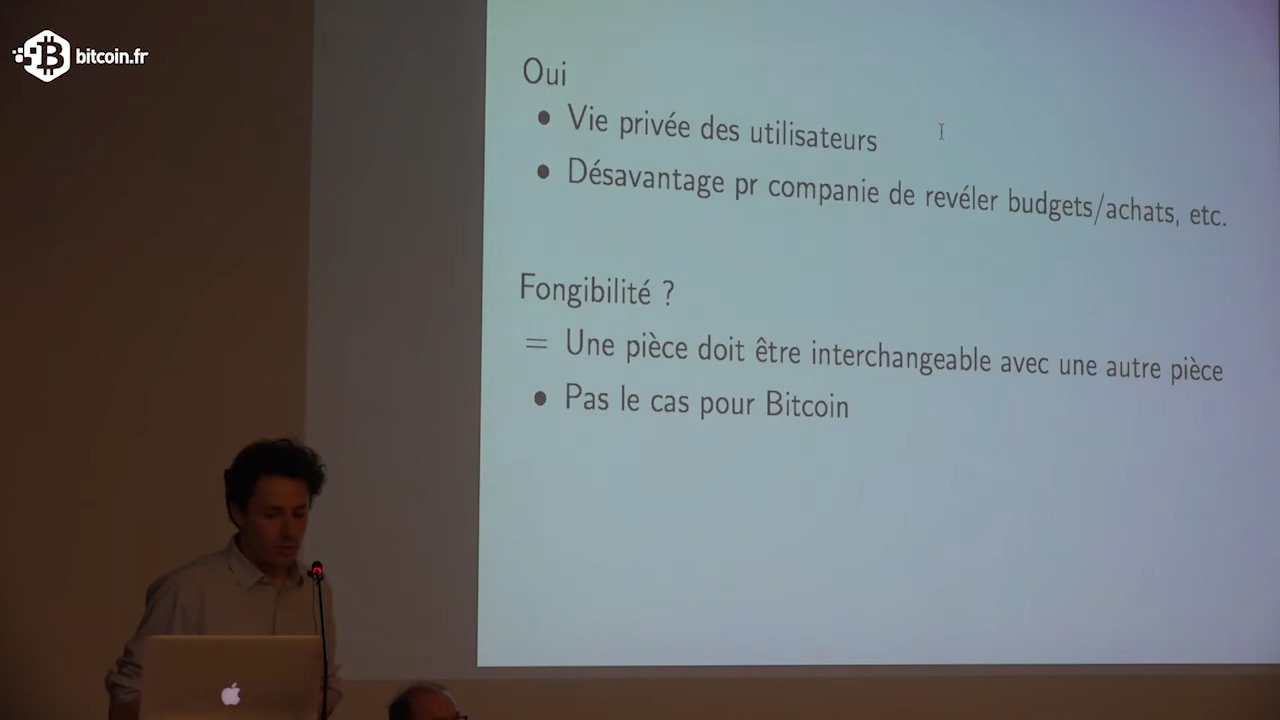 bitcoin.fr
Oui
• Vie privée des utilisateurs
• Désavantage pr companie de revéler budgets/achats, etc.
Fongibilité ?
= Une pièce doit être interchangeable avec une autre pièce
• Pas le cas pour Bitcoin